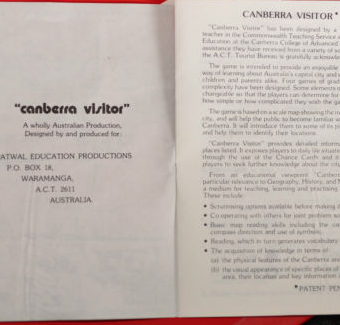 "canberra visitor"
A wholly Australian Production,
Designed by and produced for:
ATWAL EDUCATION PRODUCTIONS
P.O. BOX 18,
WARAMANGA,
A.C.T. 2611
AUSTRALIA.
CANBERRA VISITOR *
"Canberra Visitor" has been designed by a
teacher in the Commonwealth Teaching Service
Education at the Canberra College of Advanced
assistance they have received from a variety of
the A.C.T. Tourist Bureau is gratefully
The game is intended to provide an enjoyable
way of learning about Australia's capital city and
children and parents alike. Four games of
complexity have been designed. Some elements
changeable so that the players can determine for
how simple or how complicated they wish the
The game is based on a scale map showing the
city, and will help the public to become familiar
Canberra. It will introduce them to some of its
and help them to identify their locations.
"Canberra Visitor" provides detailed
places listed. It exposes players to daily life
through the use of the Chance Cards and
players to seek further knowledge about the city
From an educational viewpoint "Canberra
particular relevance to Geography, History, and
a medium for teaching, learning and practising
These include:
• Scrutinising options available before making
• Co-operating with others for joint problem
• Basic map reading skills including the
compass direction and use of symbols.
• Reading, which in turn generates vocabulary
• The acquisition of knowledge in terms of:
(a) the physical features of the Canberra
(b) the visual appearance of specific places of
area, their location and key information
*PATENT PEN